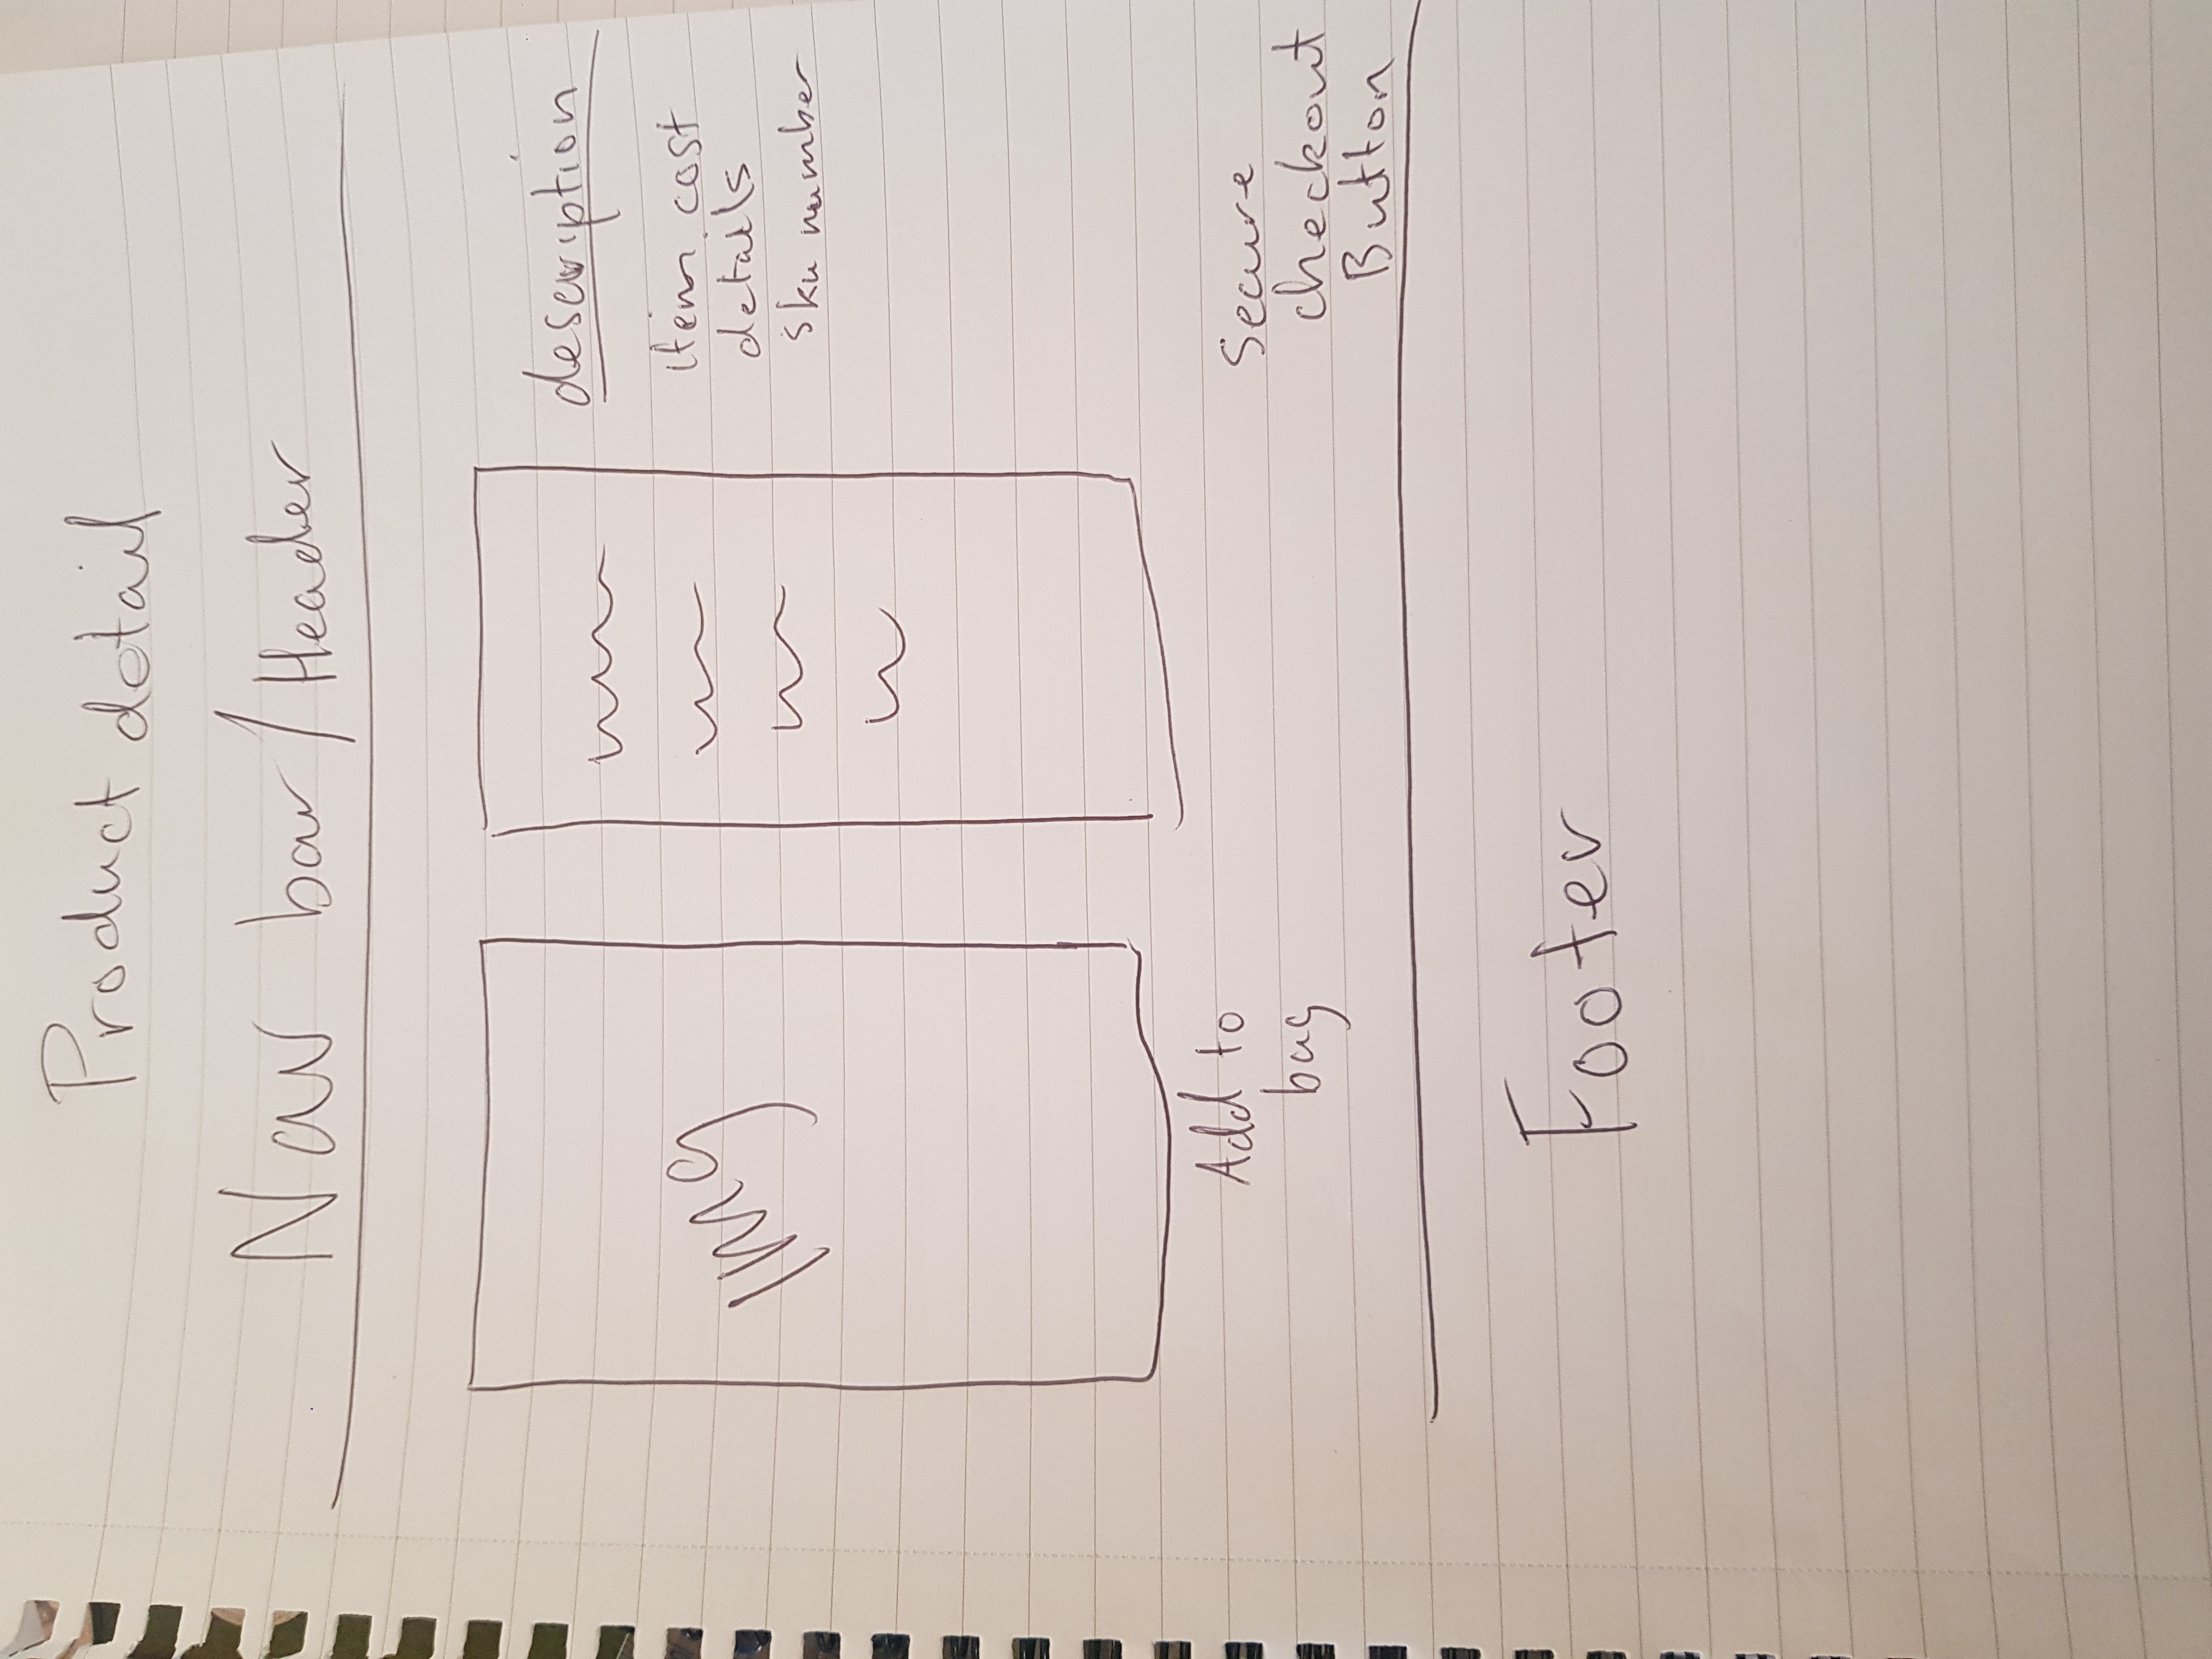 Product detail
Nav bar / Header
Img
description
item cost
details
sku number
Add to
bag
Secure
checkout
Button
Footer